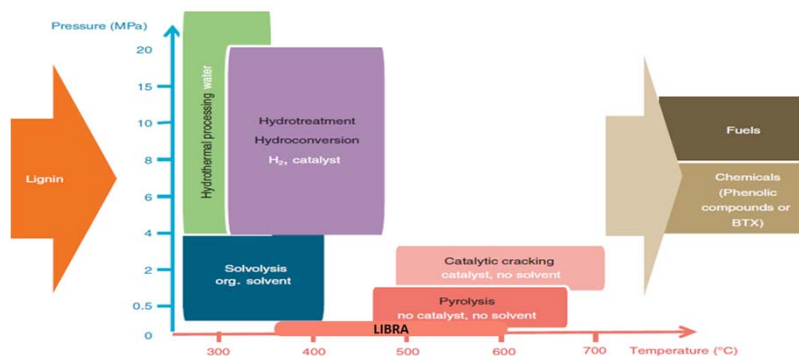 Pressure (MPa)
20
15
10
8
6
4
2
0.5
0
Lignin
Hydrothermal processing water
Hydrotreatment
Hydroconversion
H₂, catalyst
Solvolysis
org. solvent
Catalytic cracking
catalyst, no solvent
Pyrolysis
no catalyst, no solvent
LIBRA
300
400
500
600
700
Temperature (°C)
Fuels
Chemicals
(Phenolic
compounds or
BTX)